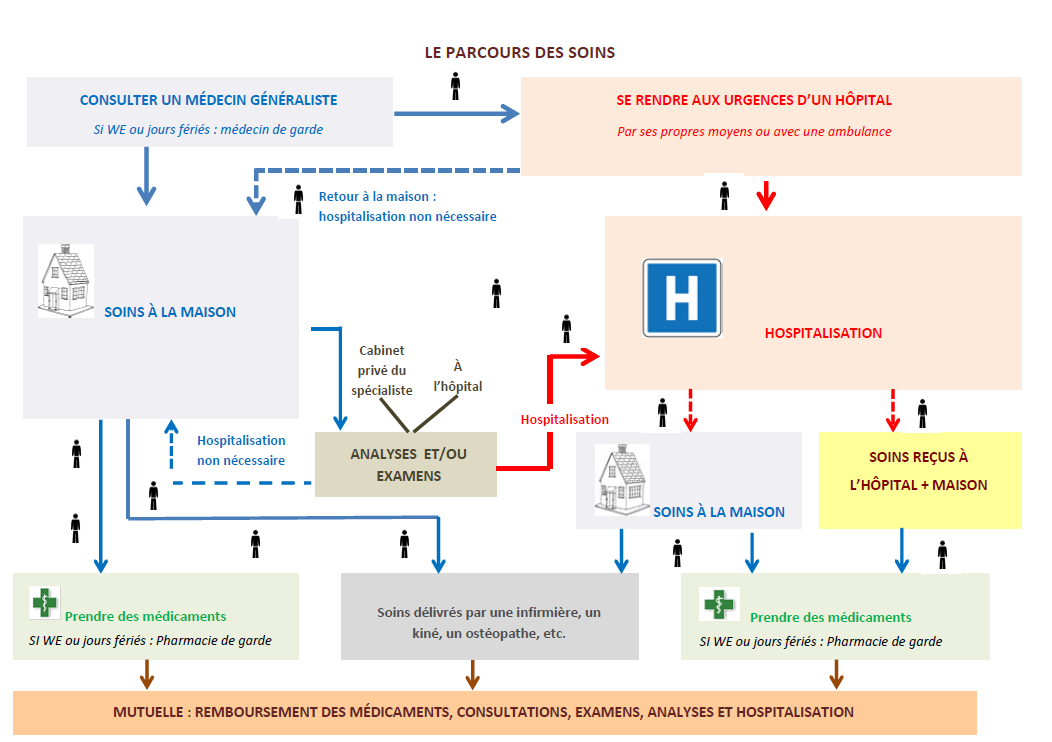 LE PARCOURS DES SOINS
CONSULTER UN MÉDECIN GÉNÉRALISTE
Si WE ou jours fériés : médecin de garde
SE RENDRE AUX URGENCES D'UN HÔPITAL
Par ses propres moyens ou avec une ambulance
Retour à la maison :
hospitalisation non nécessaire
SOINS À LA MAISON
H
HOSPITALISATION
Cabinet
privé du
spécialiste
À
l'hôpital
Hospitalisation
Hospitalisation
non nécessaire
ANALYSES ET/OU
EXAMENS
SOINS À LA MAISON
SOINS REÇUS À
L'HÔPITAL + MAISON
Prendre des médicaments
SI WE ou jours fériés : Pharmacie de garde
Soins délivrés par une infirmière, un
kiné, un ostéopathe, etc.
Prendre des médicaments
SI WE ou jours fériés : Pharmacie de garde
MUTUELLE : REMBOURSEMENT DES MÉDICAMENTS, CONSULTATIONS, EXAMENS, ANALYSES ET HOSPITALISATION